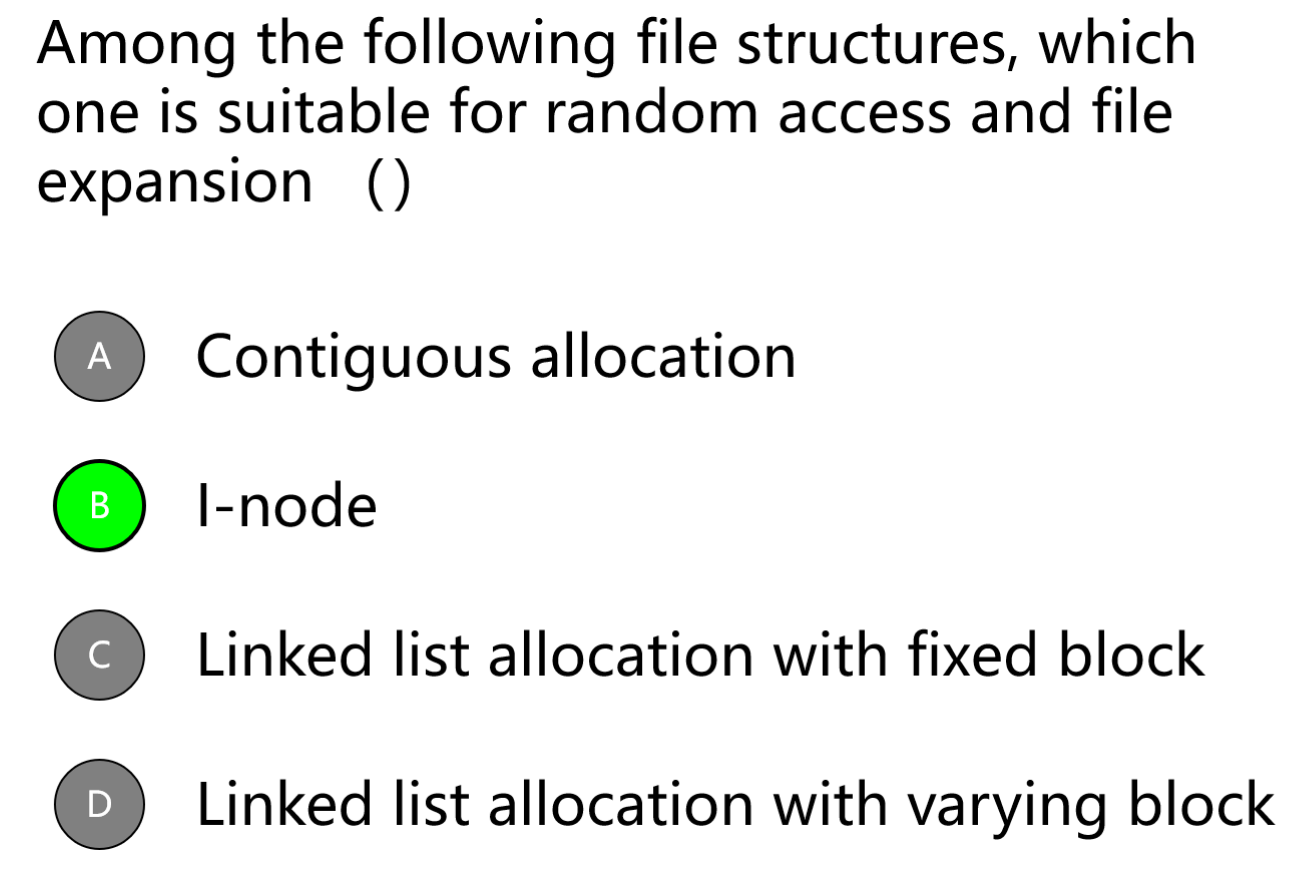 Among the following file structures, which
one is suitable for random access and file
expansion ( )
A Contiguous allocation
B I-node
C Linked list allocation with fixed block
D Linked list allocation with varying block